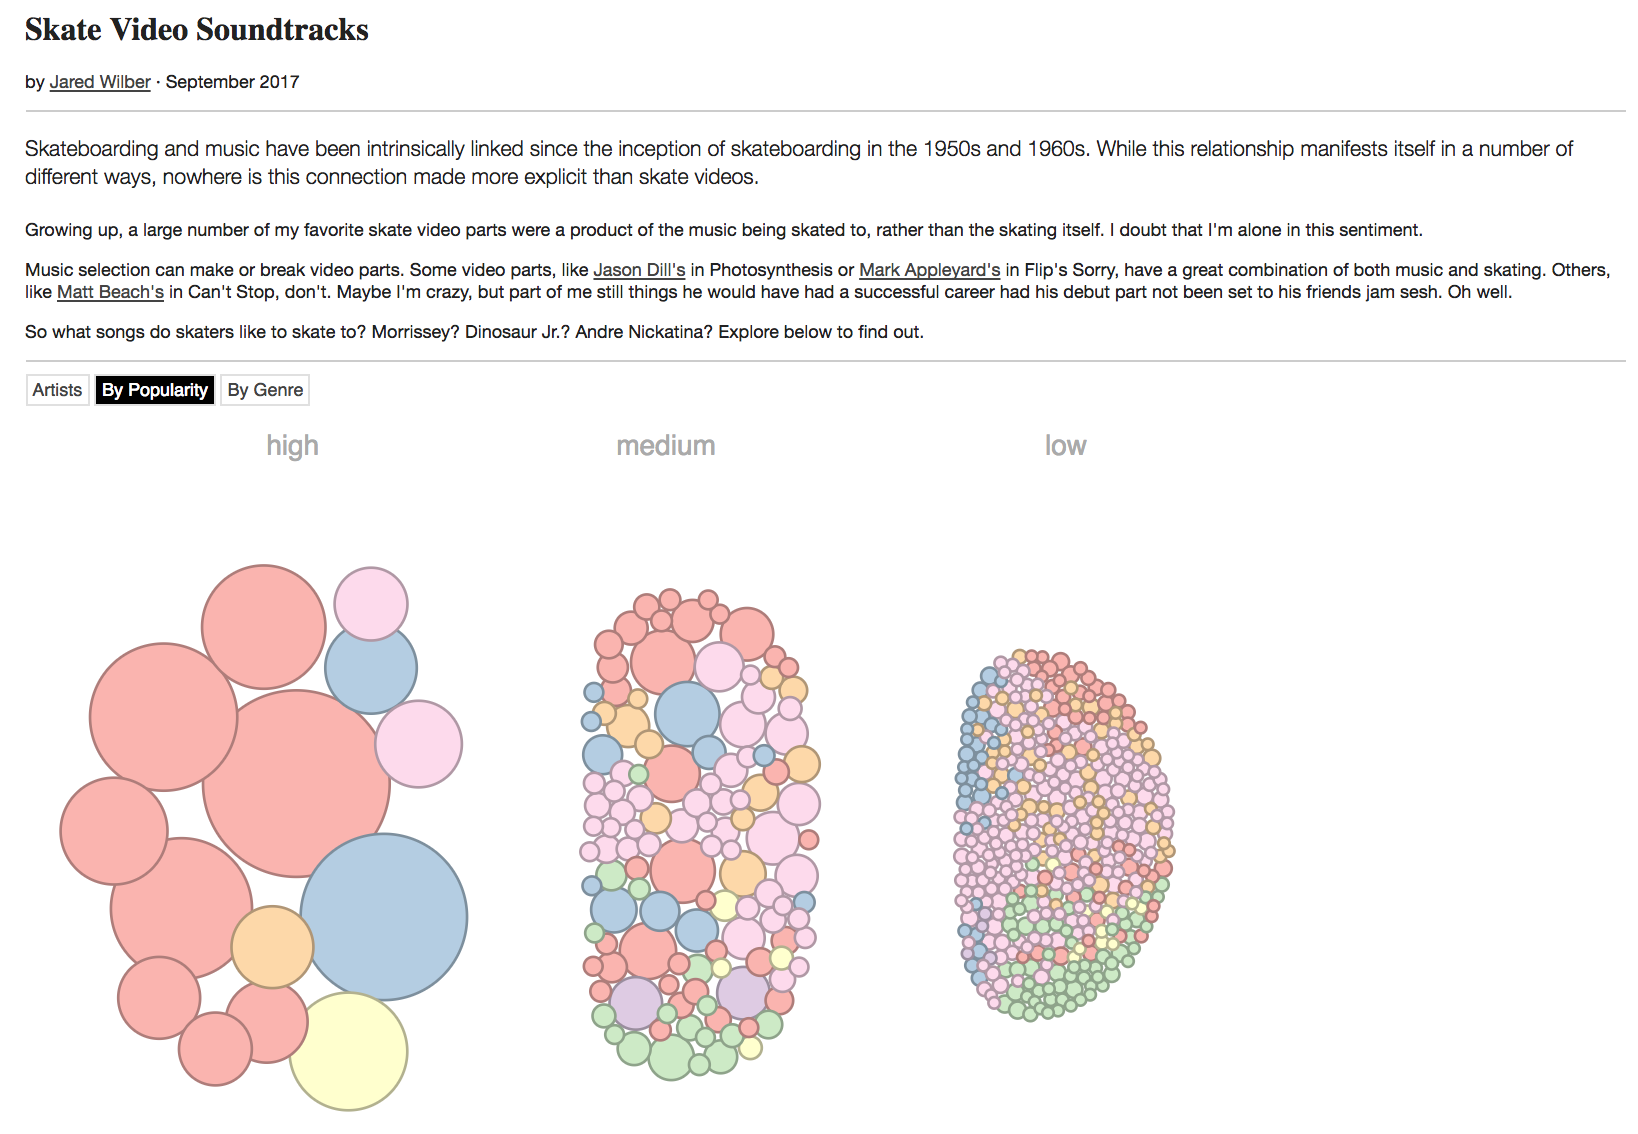 Skate Video Soundtracks
by Jared Wilber · September 2017
Skateboarding and music have been intrinsically linked since the inception of skateboarding in the 1950s and 1960s. While this relationship manifests itself in a number of
different ways, nowhere is this connection made more explicit than skate videos.
Growing up, a large number of my favorite skate video parts were a product of the music being skated to, rather than the skating itself. I doubt that I'm alone in this sentiment.
Music selection can make or break video parts. Some video parts, like Jason Dill's in Photosynthesis or Mark Appleyard's in Flip's Sorry, have a great combination of both music and skating. Others,
like Matt Beach's in Can't Stop, don't. Maybe I'm crazy, but part of me still things he would have had a successful career had his debut part not been set to his friends jam sesh. Oh well.
So what songs do skaters like to skate to? Morrissey? Dinosaur Jr.? Andre Nickatina? Explore below to find out.
Artists By Popularity By Genre
high medium low